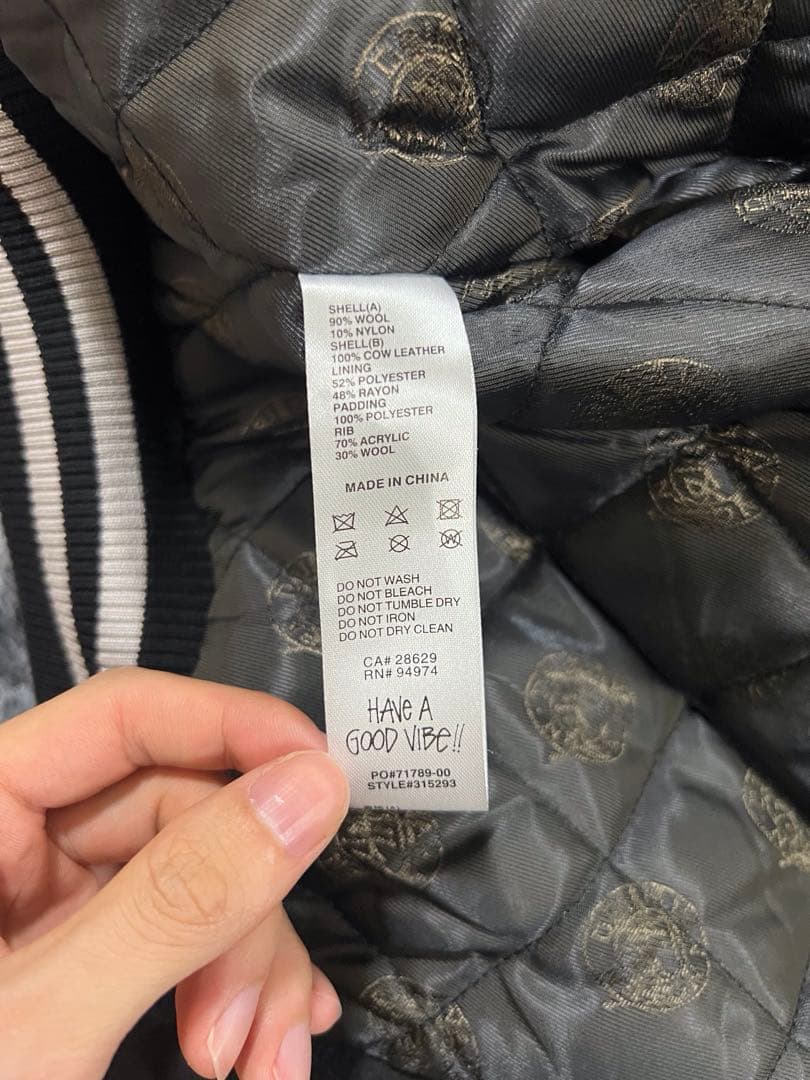 SHELL(A)
90% WOOL
10% NYLON
SHELL(B)
100% COW LEATHER
LINING
52% POLYESTER
48% RAYON
PADDING
100% POLYESTER
RIB
70% ACRYLIC
30% WOOL
MADE IN CHINA
DO NOT WASH
DO NOT BLEACH
DO NOT TUMBLE DRY
DO NOT IRON
DO NOT DRY CLEAN
CA# 28629
RN# 94974
HAVE A
GOOD VIBE!!
PO#71789-00
STYLE#315293